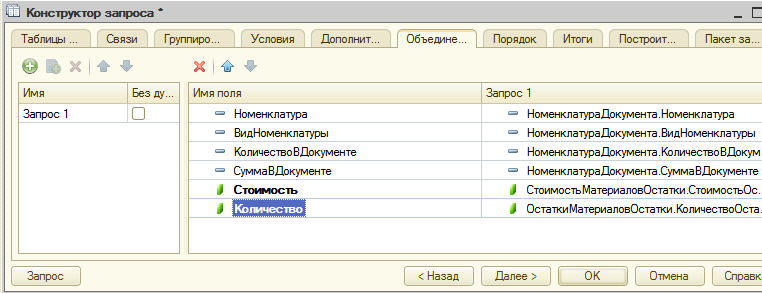 Конструктор запроса *
Таблицы ... Связи Группиро... Условия Дополнит... Объедине... Порядок Итоги Построит... Пакет за...
Имя Без ду... Имя поля Запрос 1
Запрос 1 Номенклатура НоменклатураДокумента.Номенклатура
ВидНоменклатуры НоменклатураДокумента.ВидНоменклатуры
КоличествоВДокументе НоменклатураДокумента.КоличествоВДокум
СуммаВДокументе НоменклатураДокумента.СуммаВДокументе
Стоимость СтоимостьМатериаловОстатки.СтоимостьОс...
Количество ОстаткиМатериаловОстатки.КоличествоОста...
Запрос < Назад Далее > OK Отмена Справк